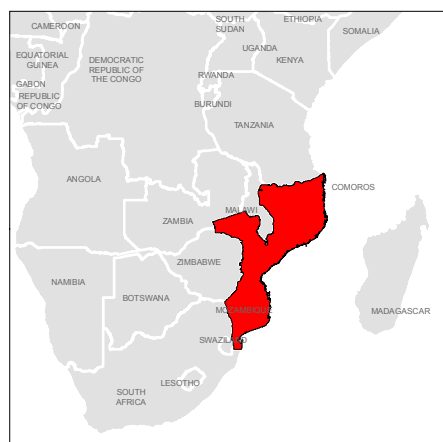 CAMEROON
SOUTH
SUDAN
ETHIOPIA
SOMALIA
EQUATORIAL
GUINEA
UGANDA
KENYA
DEMOCRATIC
REPUBLIC OF
THE CONGO
GABON
REPUBLIC
OF CONGO
RWANDA
BURUNDI
TANZANIA
ANGOLA
COMOROS
MALAWI
ZAMBIA
ZIMBABWE
NAMIBIA
BOTSWANA
MOZAMBIQUE
MADAGASCAR
SWAZILAND
LESOTHO
SOUTH
AFRICA